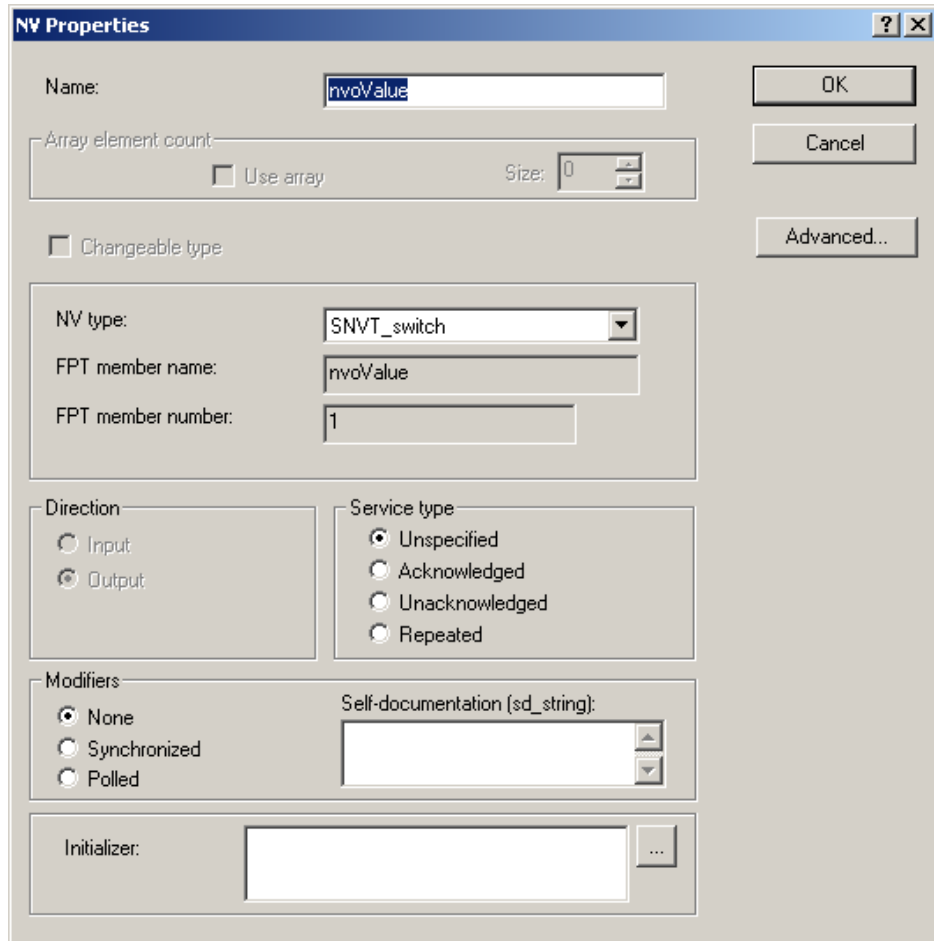 NV Properties
Name:
nvoValue
OK
Array element count
Use array
Size:
0
Cancel
Changeable type
Advanced...
NV type:
SNVT_switch
FPT member name:
nvoValue
FPT member number:
1
Direction
Input
Output
Service type
Unspecified
Acknowledged
Unacknowledged
Repeated
Modifiers
None
Synchronized
Polled
Self-documentation (sd_string):
Initializer:
...